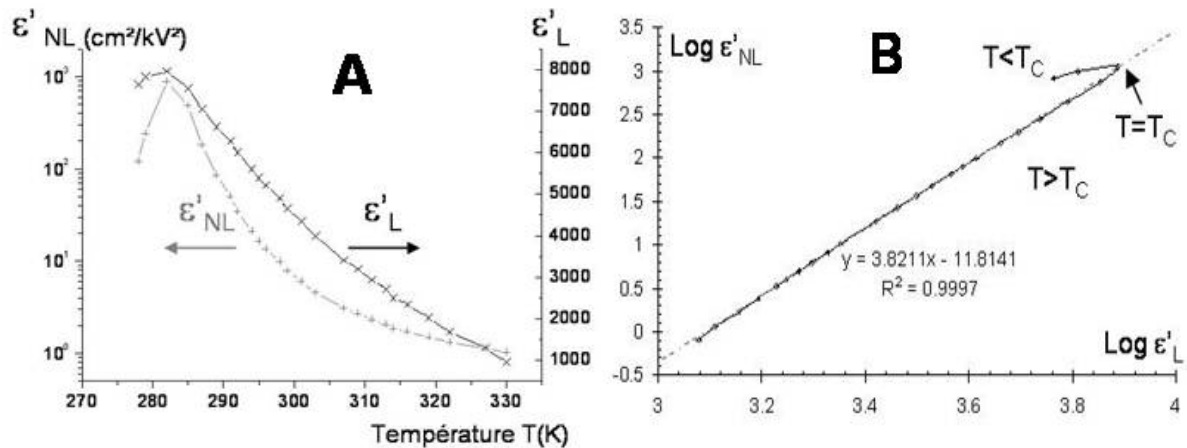 ε'NL (cm²/kV²)
ε'L
A
10³
10²
10¹
10⁰
8000
7000
6000
5000
4000
3000
2000
1000
ε'NL
ε'L
270 280 290 300 310 320 330
Température T(K)
Log ε'NL
B
3.5
3
2.5
2
1.5
1
0.5
0
-0.5
T<TC
T=TC
T>TC
y = 3.8211x - 11.8141
R² = 0.9997
Log ε'L
3 3.2 3.4 3.6 3.8 4